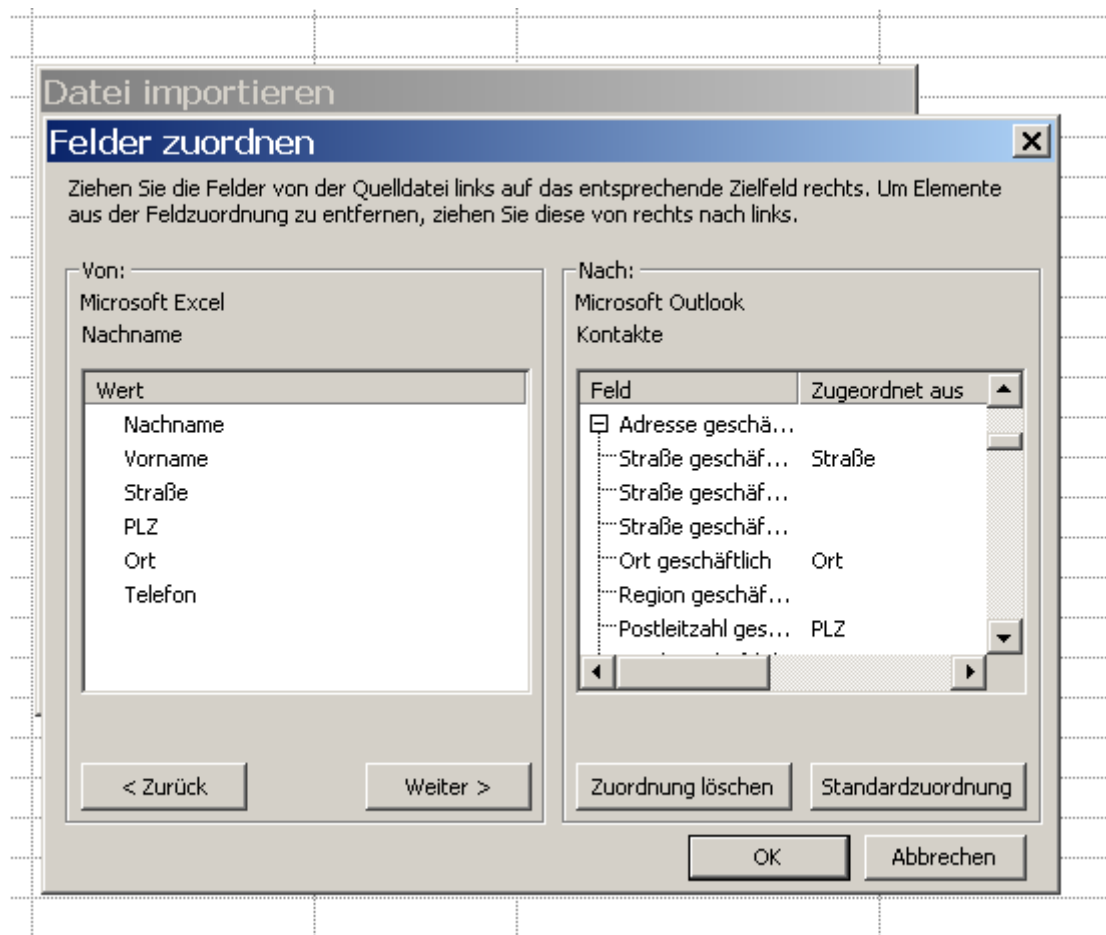 Datei importieren
Felder zuordnen
Ziehen Sie die Felder von der Quelldatei links auf das entsprechende Zielfeld rechts. Um Elemente
aus der Feldzuordnung zu entfernen, ziehen Sie diese von rechts nach links.
Von:
Microsoft Excel
Nachname
Wert
Nachname
Vorname
Straße
PLZ
Ort
Telefon
< Zurück
Weiter >
Nach:
Microsoft Outlook
Kontakte
Feld Zugeordnet aus
Adresse geschä...
Straße geschäf... Straße
Straße geschäf...
Straße geschäf...
Ort geschäftlich Ort
Region geschäf...
Postleitzahl ges... PLZ
Zuordnung löschen
Standardzuordnung
OK
Abbrechen